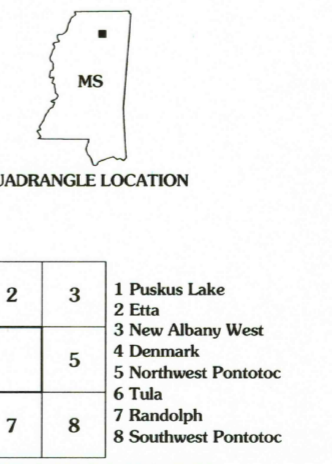 MS
UADRANGLE LOCATION
2 3
5
7 8
1 Puskus Lake
2 Etta
3 New Albany West
4 Denmark
5 Northwest Pontotoc
6 Tula
7 Randolph
8 Southwest Pontotoc